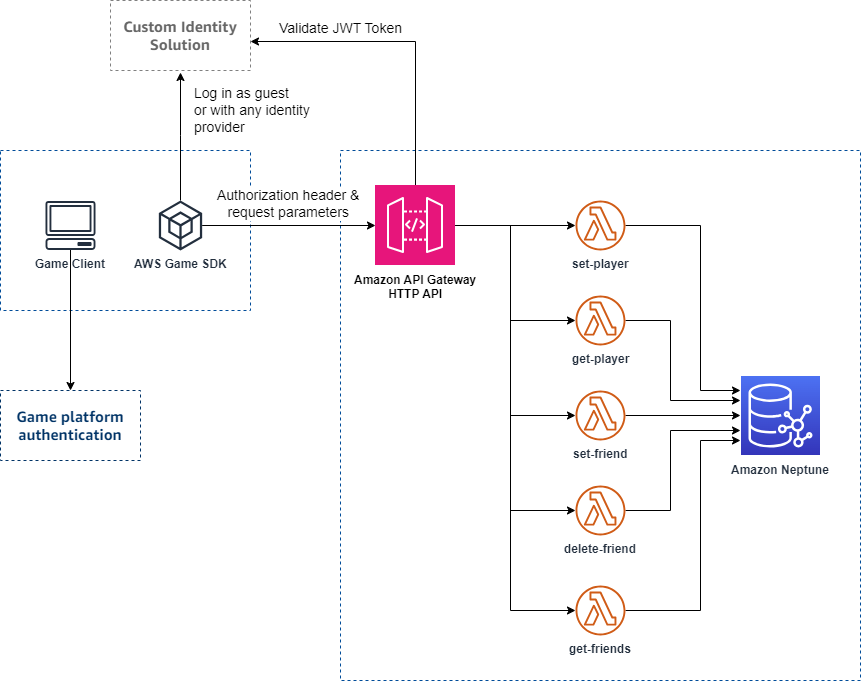 Custom Identity
Solution
Validate JWT Token
Log in as guest
or with any identity
provider
Authorization header &
request parameters
Game Client
AWS Game SDK
</>
Amazon API Gateway
HTTP API
set-player
get-player
Game platform
authentication
set-friend
Amazon Neptune
delete-friend
get-friends